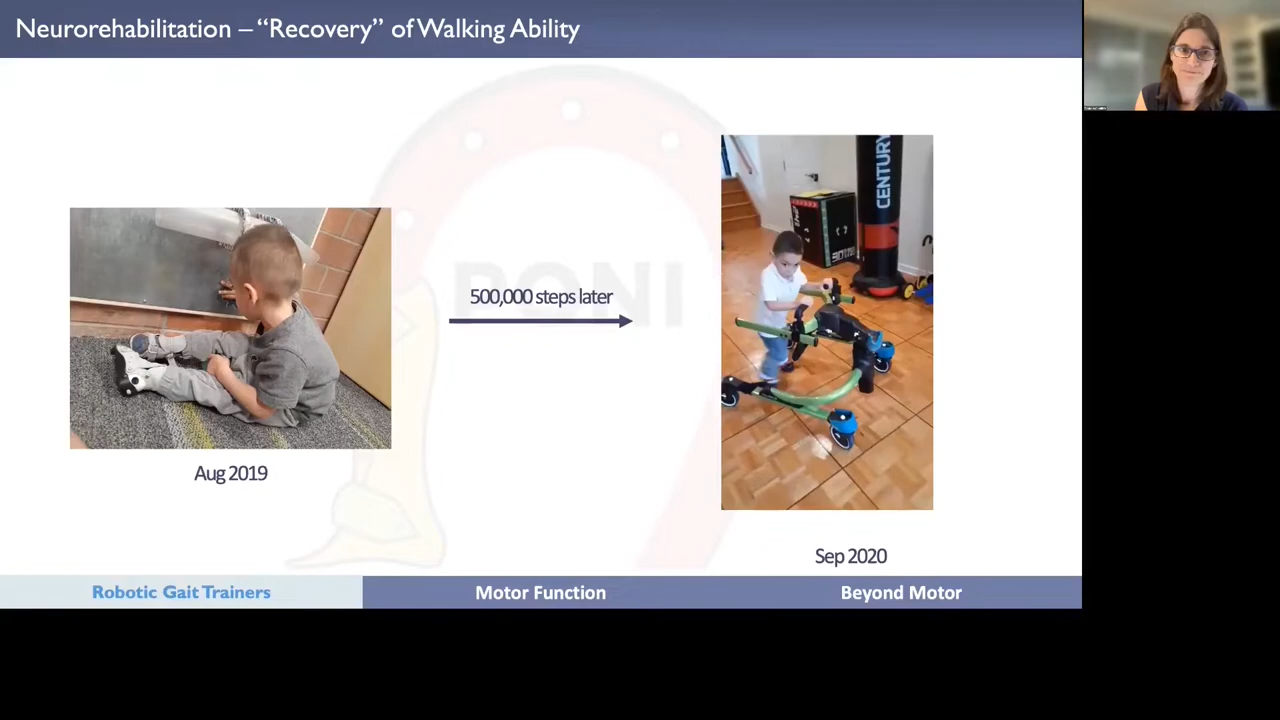 Neurorehabilitation – “Recovery” of Walking Ability
PONI
500,000 steps later
CENTURY
Aug 2019
Sep 2020
Robotic Gait Trainers
Motor Function
Beyond Motor